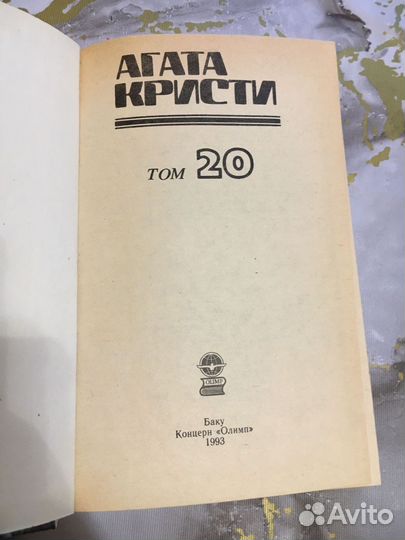 АГАТА
КРИСТИ
ТОМ 20
OLIMP
Баку
Концерн «Олимп»
1993
Avito